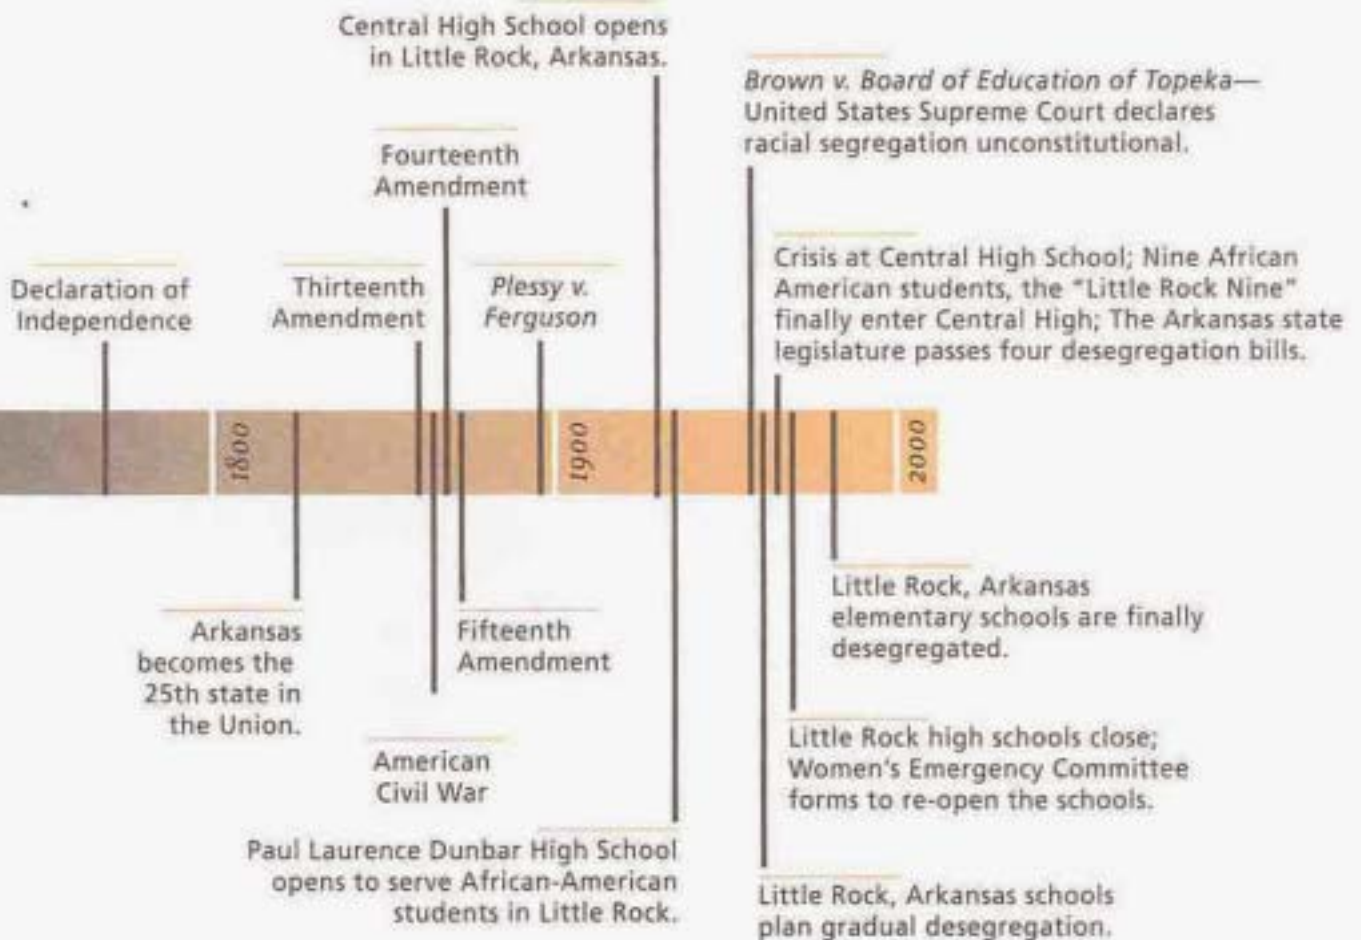 Central High School opens
in Little Rock, Arkansas.
Brown v. Board of Education of Topeka—
United States Supreme Court declares
racial segregation unconstitutional.
Fourteenth
Amendment
Crisis at Central High School; Nine African
American students, the "Little Rock Nine"
finally enter Central High; The Arkansas state
legislature passes four desegregation bills.
Declaration of
Independence
Thirteenth
Amendment
Plessy v.
Ferguson
1800
1900
2000
Arkansas
becomes the
25th state in
the Union.
Fifteenth
Amendment
American
Civil War
Paul Laurence Dunbar High School
opens to serve African-American
students in Little Rock.
Little Rock, Arkansas
elementary schools are finally
desegregated.
Little Rock high schools close;
Women's Emergency Committee
forms to re-open the schools.
Little Rock, Arkansas schools
plan gradual desegregation.